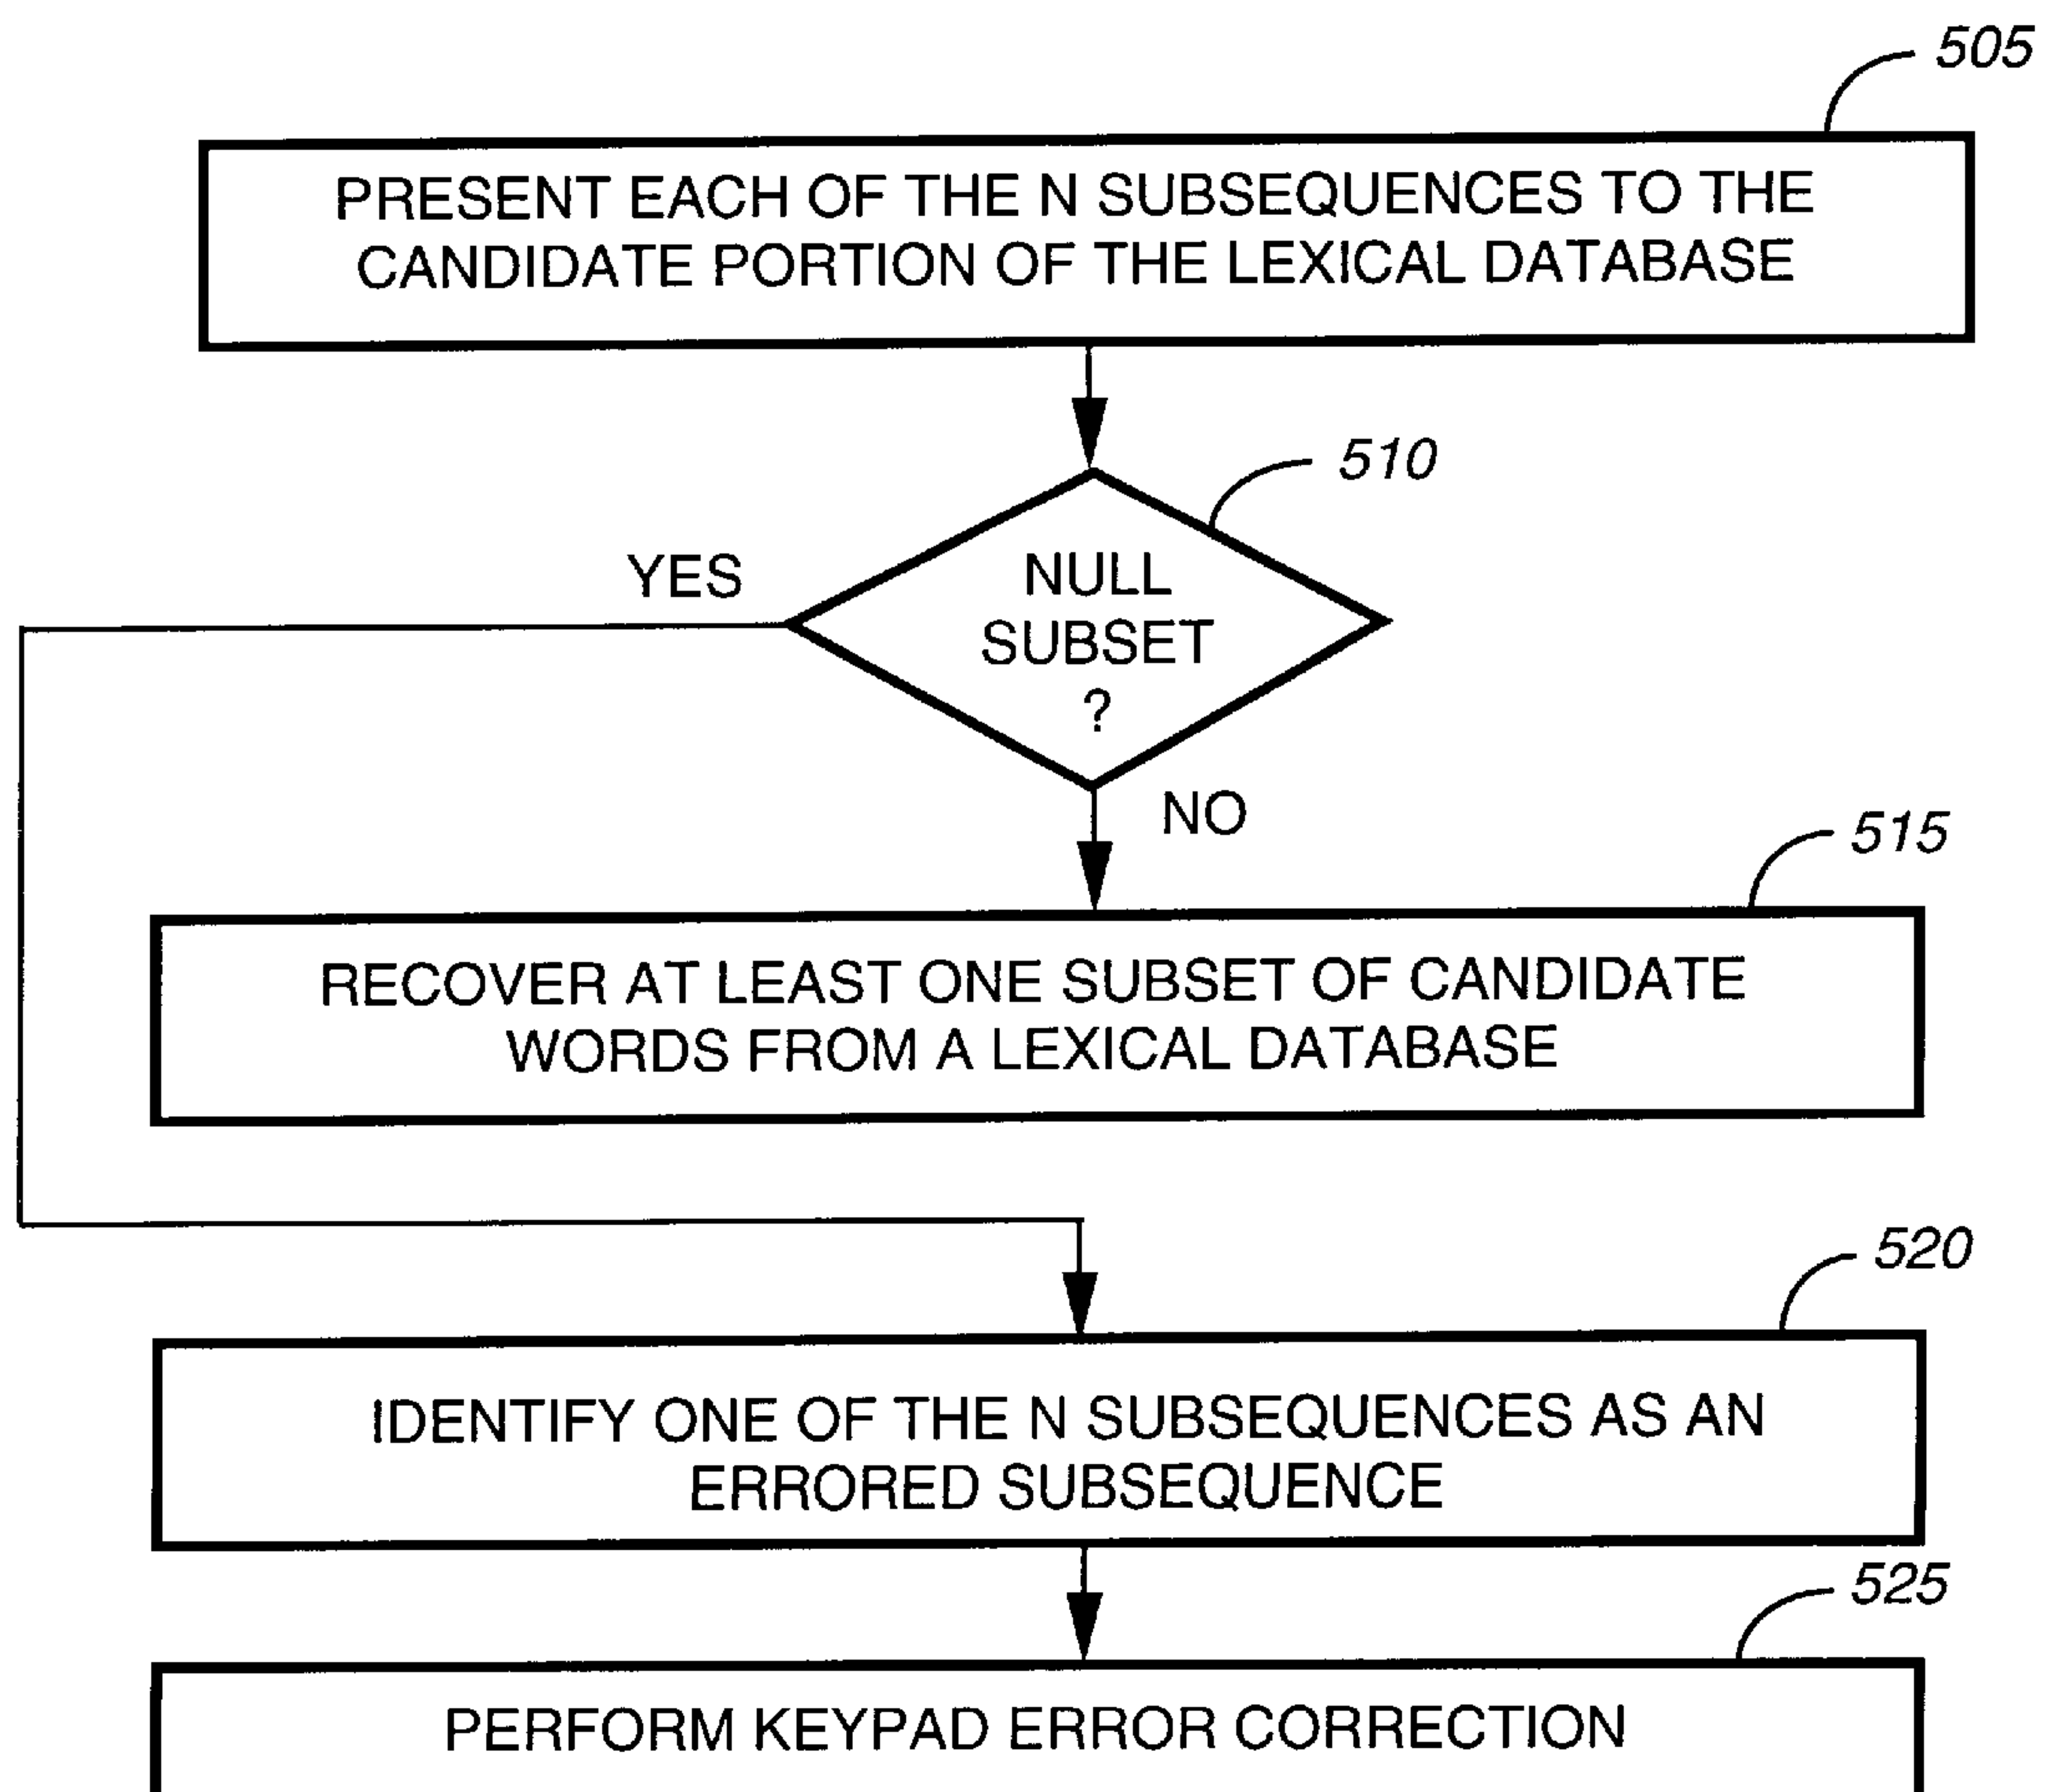 505
PRESENT EACH OF THE N SUBSEQUENCES TO THE
CANDIDATE PORTION OF THE LEXICAL DATABASE
510
YES
NULL
SUBSET
?
NO
515
RECOVER AT LEAST ONE SUBSET OF CANDIDATE
WORDS FROM A LEXICAL DATABASE
520
IDENTIFY ONE OF THE N SUBSEQUENCES AS AN
ERRORED SUBSEQUENCE
525
PERFORM KEYPAD ERROR CORRECTION